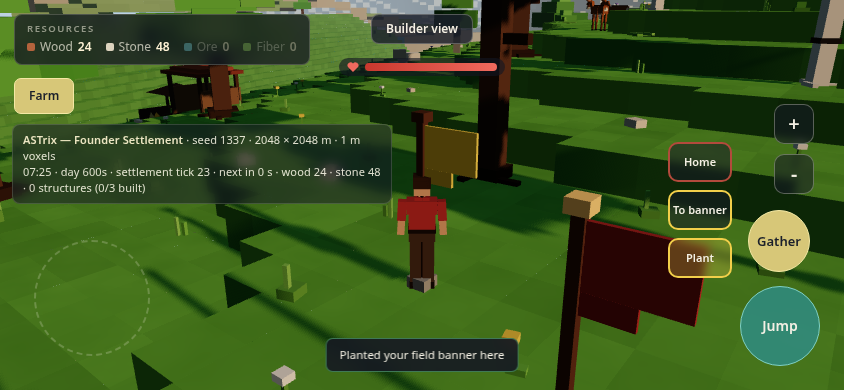 RESOURCES
Wood 24 Stone 48 Ore 0 Fiber 0
Builder view
Farm
ASTrix — Founder Settlement · seed 1337 · 2048 × 2048 m · 1 m
voxels
07:25 · day 600s · settlement tick 23 · next in 0 s · wood 24 · stone 48
· 0 structures (0/3 built)
+
-
Home
To banner
Plant
Gather
Jump
Planted your field banner here